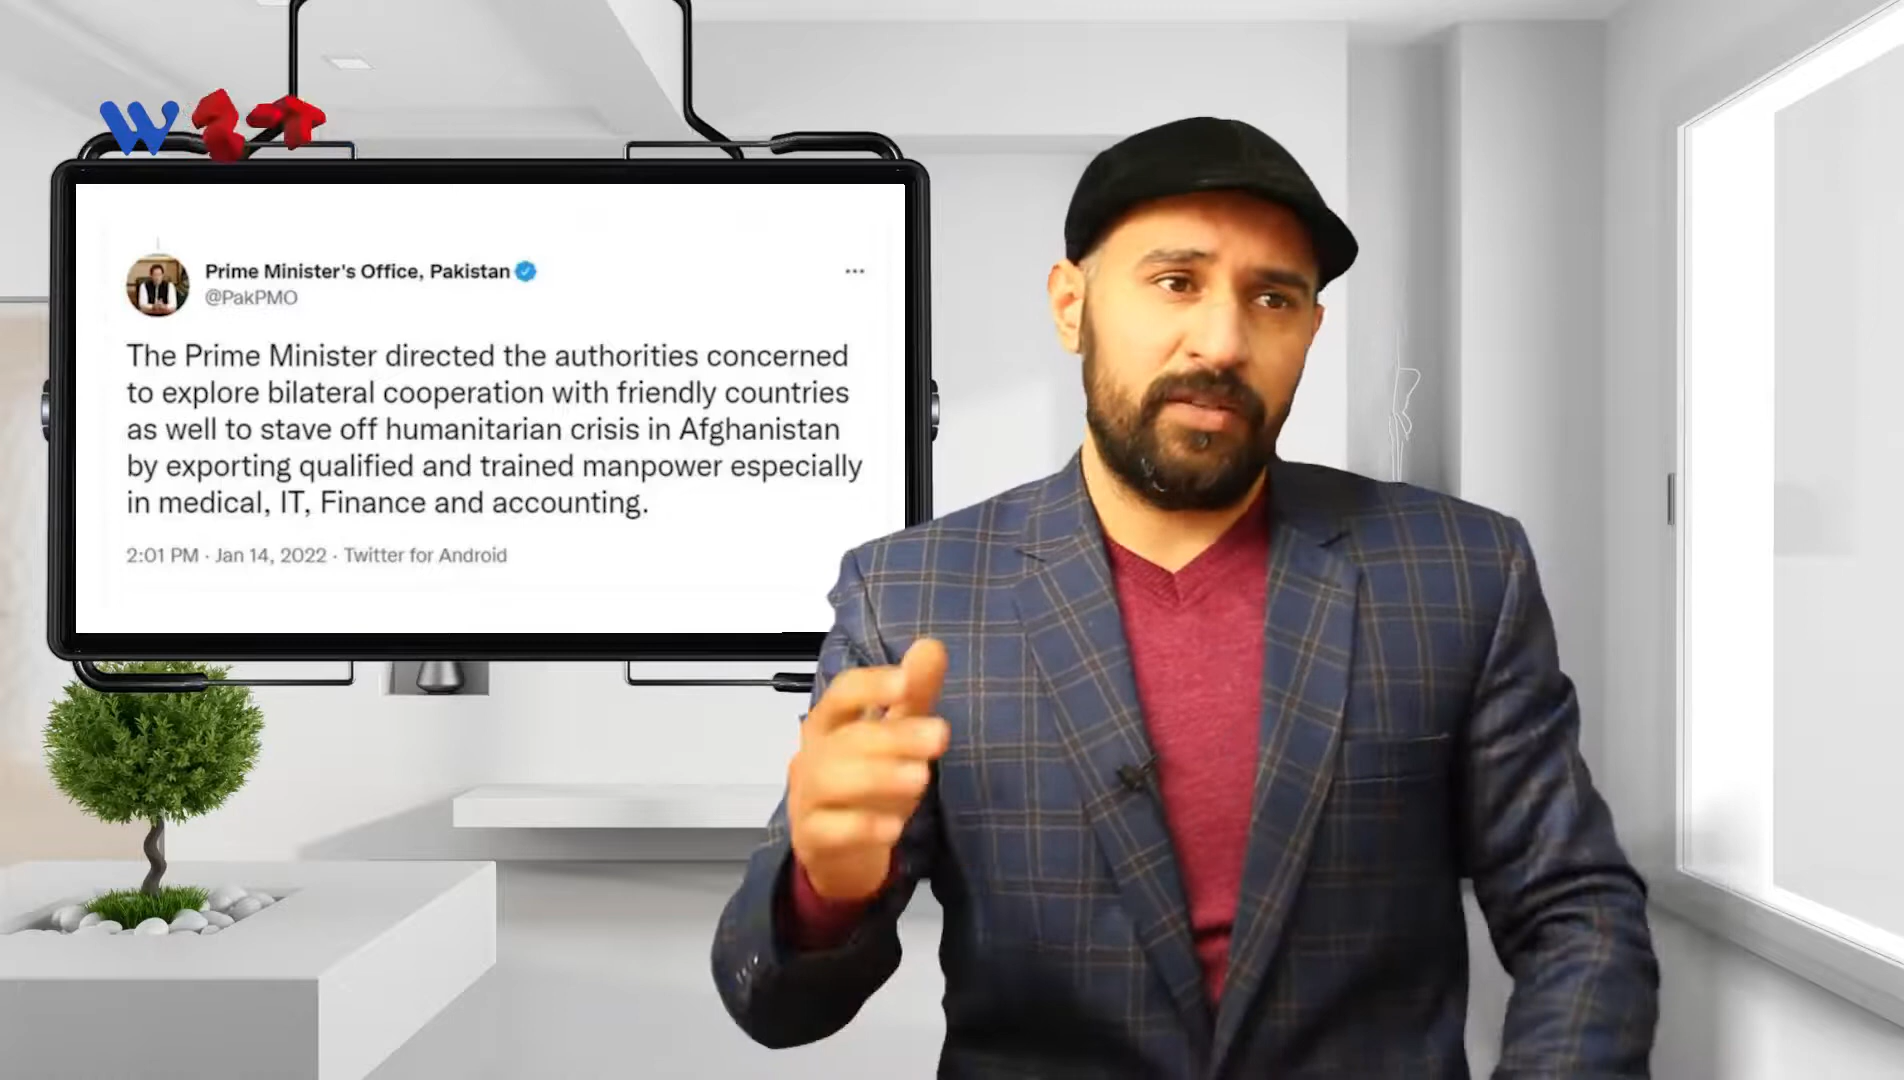 Prime Minister's Office, Pakistan
@PakPMO
The Prime Minister directed the authorities concerned
to explore bilateral cooperation with friendly countries
as well to stave off humanitarian crisis in Afghanistan
by exporting qualified and trained manpower especially
in medical, IT, Finance and accounting.
2:01 PM · Jan 14, 2022 · Twitter for Android